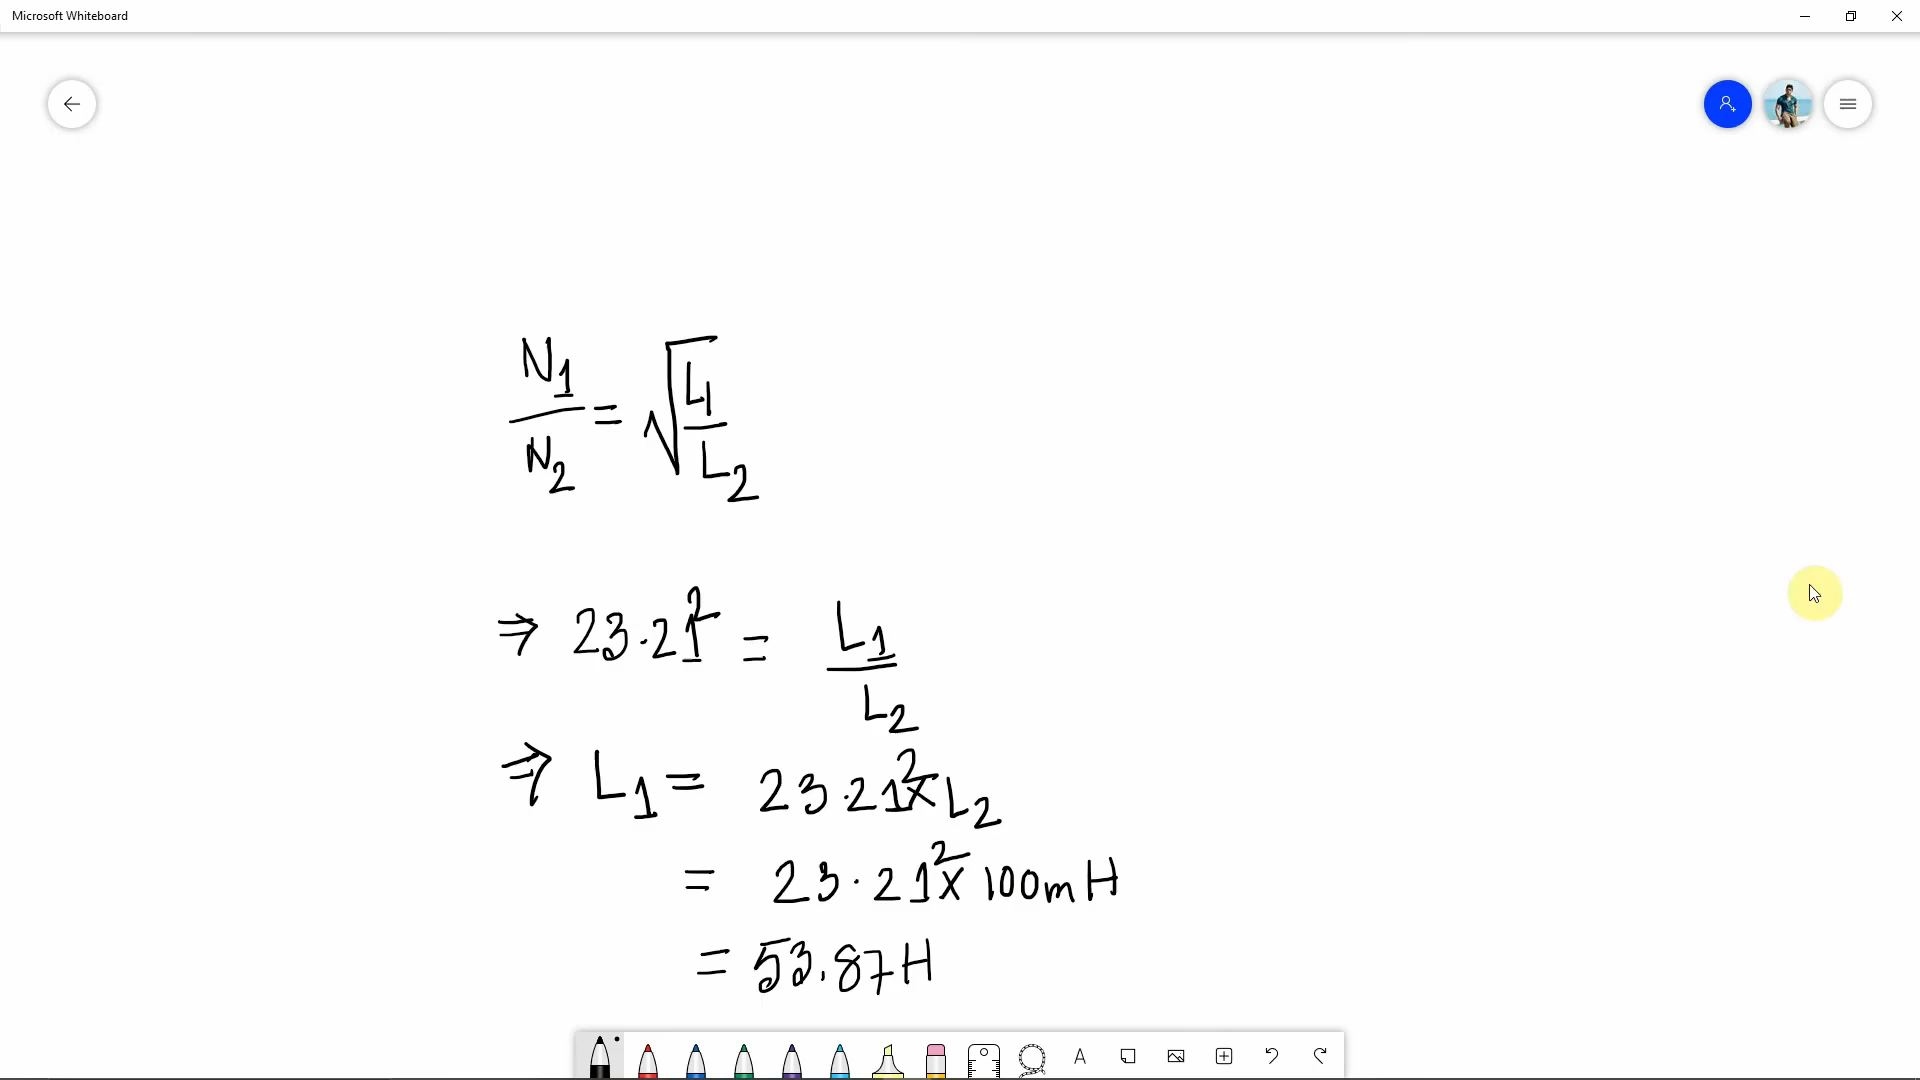 Microsoft Whiteboard
N₁/N₂ = √(L₁/L₂)
⇒ 23.21² = L₁/L₂
⇒ L₁ = 23.21² × L₂
= 23.21² × 100mH
= 53.87H
A